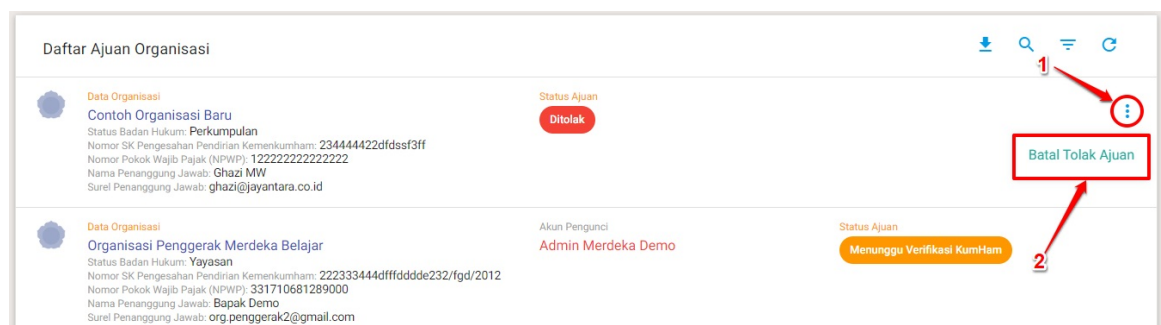 Daftar Ajuan Organisasi
1
Data Organisasi
Status Ajuan
Contoh Organisasi Baru
Ditolak
Status Badan Hukum: Perkumpulan
Nomor SK Pengesahan Pendirian Kemenkumham: 234444422dfdssf3ff
Nomor Pokok Wajib Pajak (NPWP): 122222222222222
Nama Penanggung Jawab: Ghazi MW
Surel Penanggung Jawab: ghazi@jayantara.co.id
Batal Tolak Ajuan
Data Organisasi
Akun Pengunci
Status Ajuan
Organisasi Penggerak Merdeka Belajar
Admin Merdeka Demo
Menunggu Verifikasi KumHam
2
Status Badan Hukum: Yayasan
Nomor SK Pengesahan Pendirian Kemenkumham: 222333444dfffdddde232/fgd/2012
Nomor Pokok Wajib Pajak (NPWP): 331710681289000
Nama Penanggung Jawab: Bapak Demo
Surel Penanggung Jawab: org.penggerak2@gmail.com